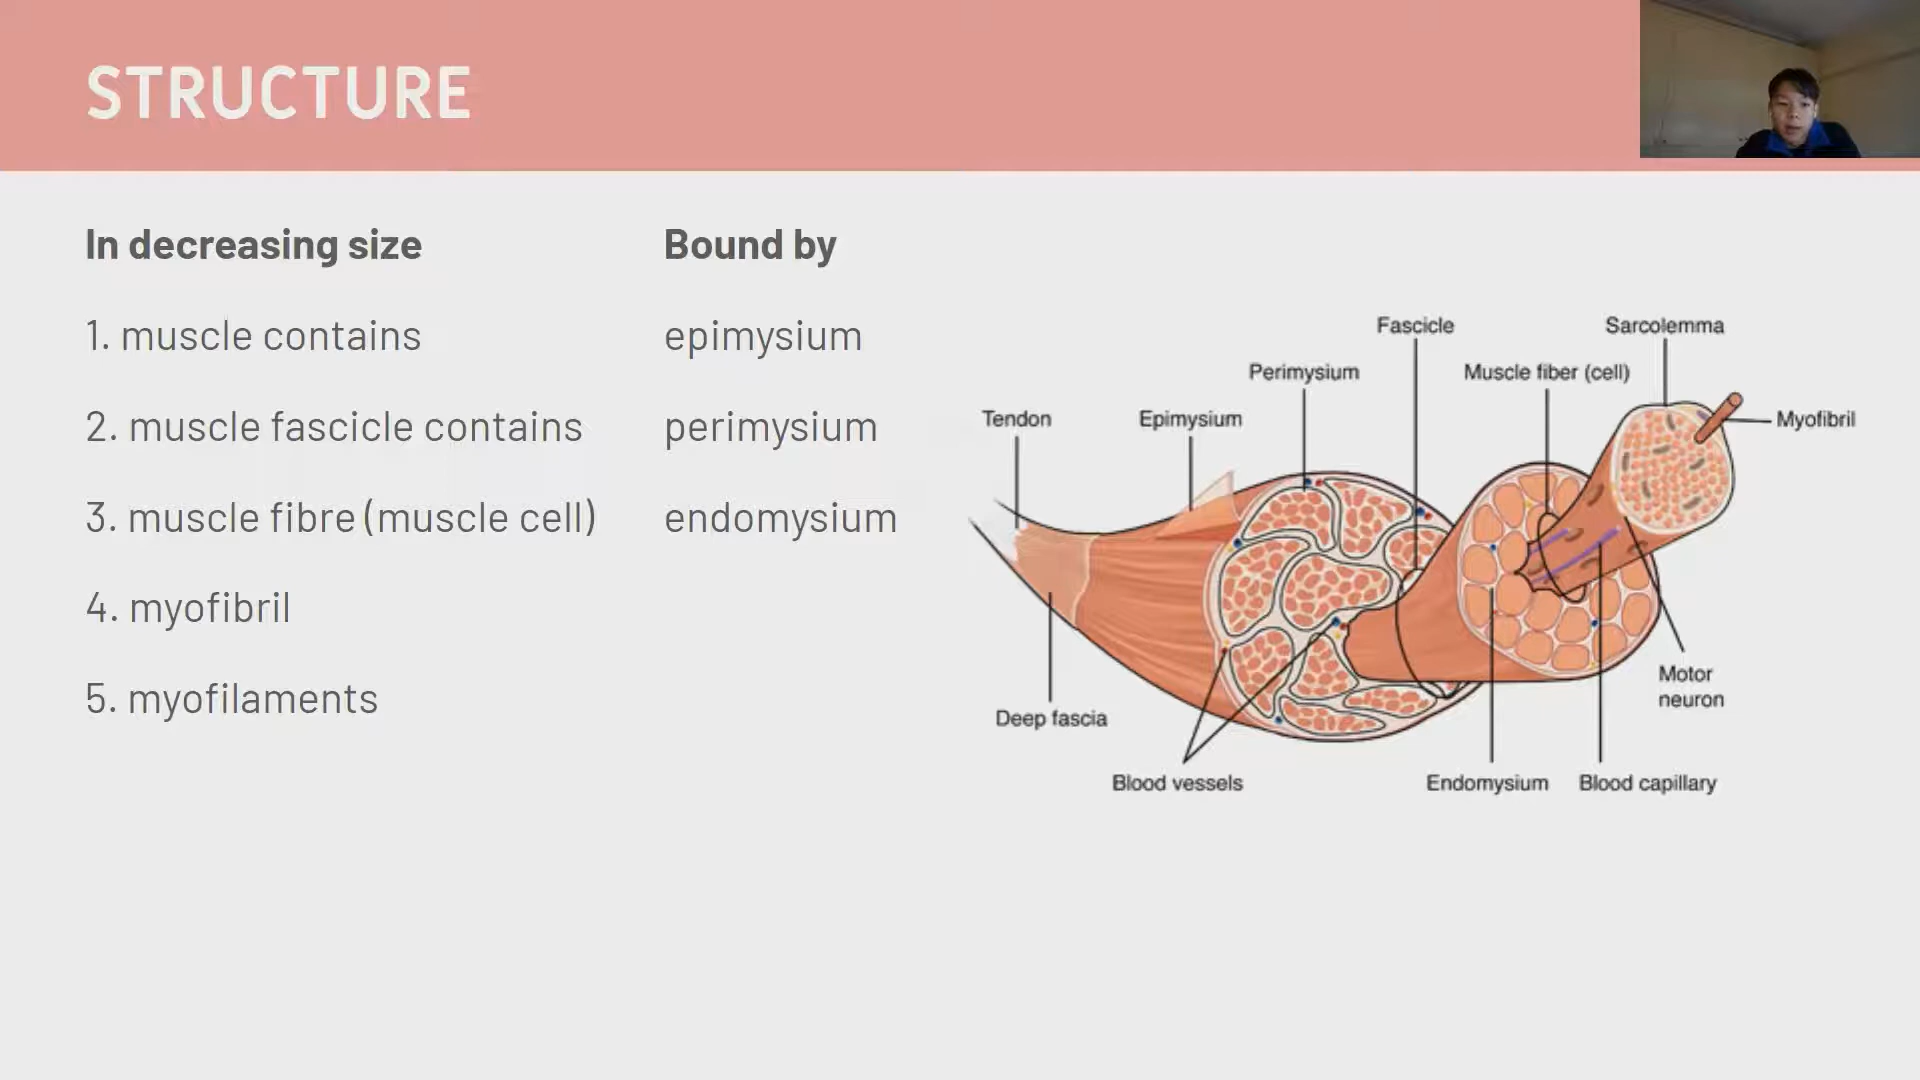 STRUCTURE
In decreasing size
Bound by
1. muscle contains
epimysium
2. muscle fascicle contains
perimysium
3. muscle fibre (muscle cell)
endomysium
4. myofibril
5. myofilaments
Fascicle
Sarcolemma
Perimysium
Muscle fiber (cell)
Tendon
Epimysium
Myofibril
Motor
neuron
Deep fascia
Blood vessels
Endomysium
Blood capillary